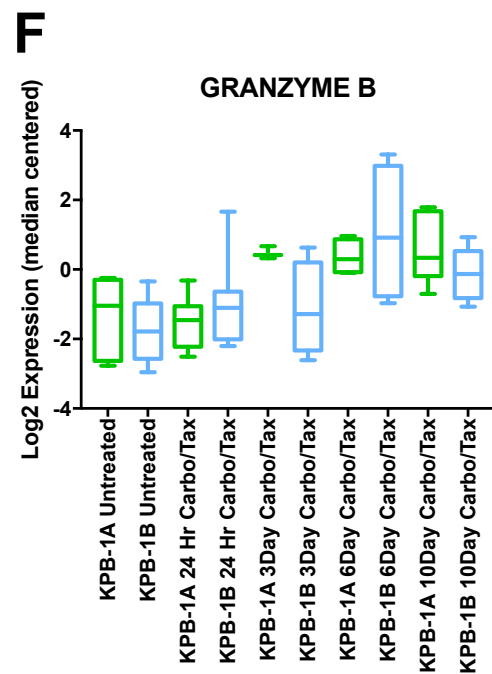 F
GRANZYME B
Log2 Expression (median centered)
4
2
0
-2
-4
KPB-1A Untreated
KPB-1B Untreated
KPB-1A 24 Hr Carbo/Tax
KPB-1B 24 Hr Carbo/Tax
KPB-1A 3Day Carbo/Tax
KPB-1B 3Day Carbo/Tax
KPB-1A 6Day Carbo/Tax
KPB-1B 6Day Carbo/Tax
KPB-1A 10Day Carbo/Tax
KPB-1B 10Day Carbo/Tax